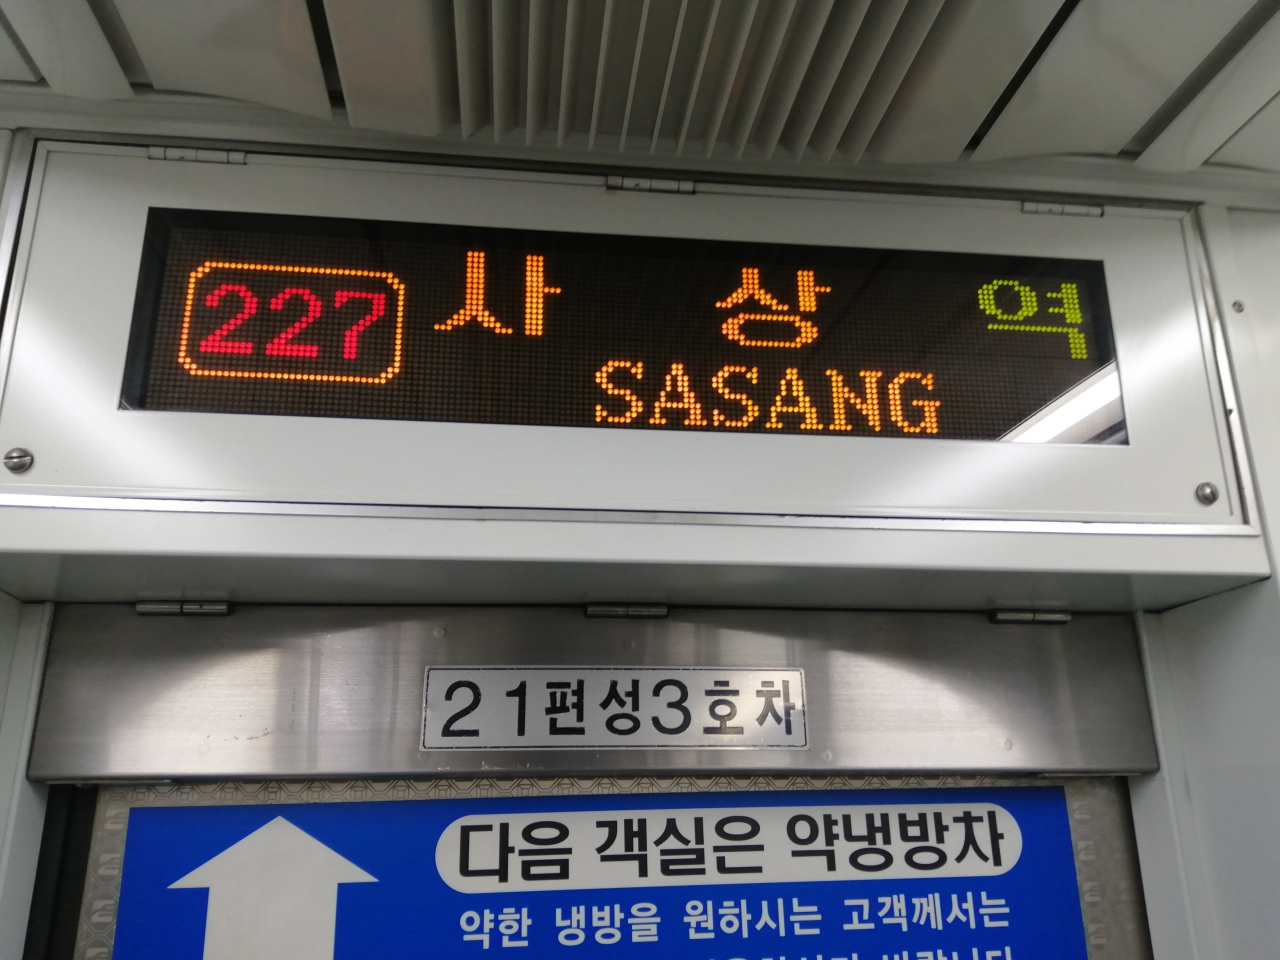 227 사 상 역
SASANG
21편성3호차
다음 객실은 약냉방차
약한 냉방을 원하시는 고객께서는